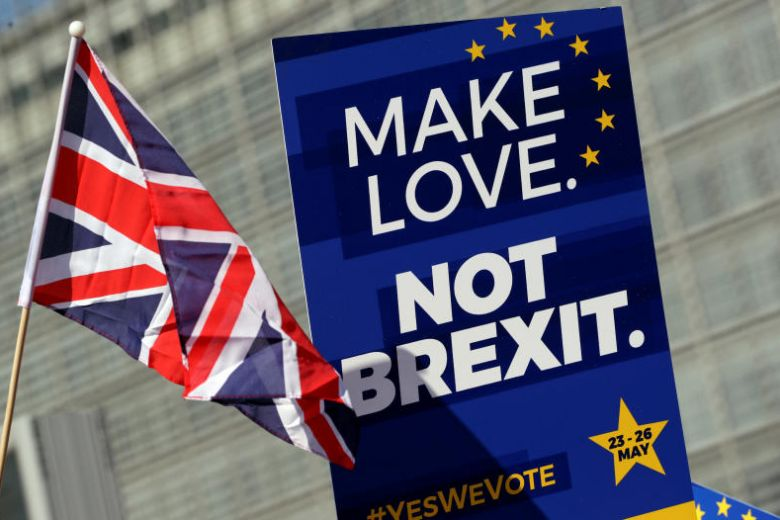 MAKE
LOVE.
NOT
BREXIT.
23 - 26
MAY
#YESWEVOTE